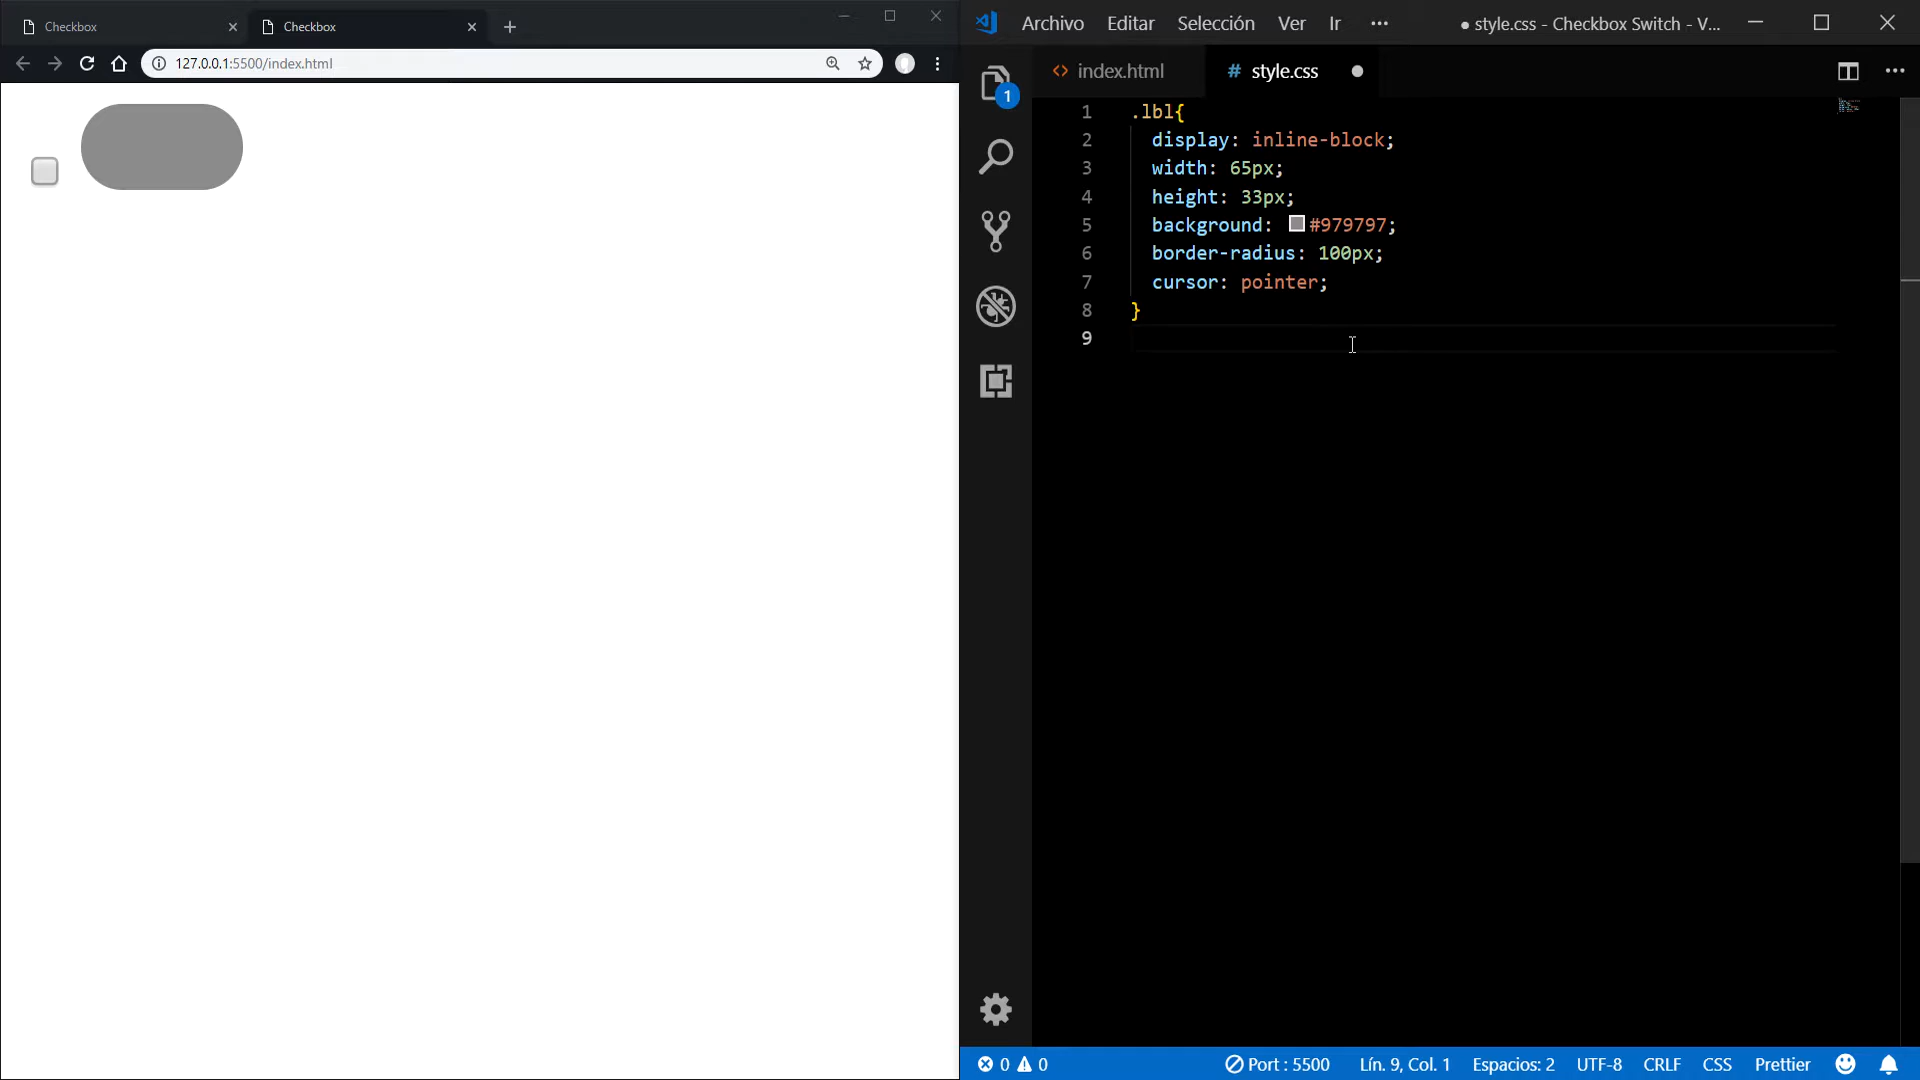 Checkbox
Checkbox
127.0.0.1:5500/index.html
Archivo Editar Selección Ver Ir ··· ● style.css - Checkbox Switch - V...
1
<> index.html
# style.css ●
1 .lbl{
2 display: inline-block;
3 width: 65px;
4 height: 33px;
5 background: #979797;
6 border-radius: 100px;
7 cursor: pointer;
8 }
9
0 0 Port : 5500 Lín. 9, Col. 1 Espacios: 2 UTF-8 CRLF CSS Prettier